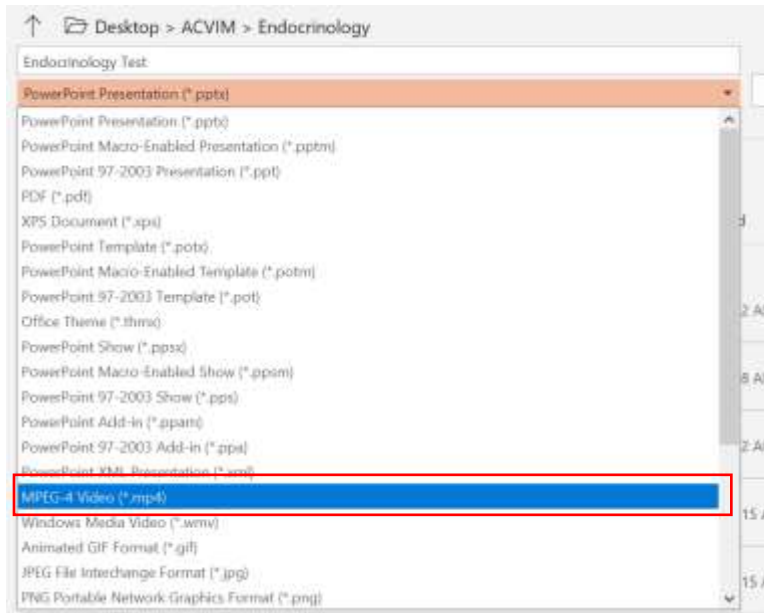 Desktop > ACVIM > Endocrinology
Endocrinology Test
PowerPoint Presentation (*.pptx)
PowerPoint Presentation (*.pptx)
PowerPoint Macro-Enabled Presentation (*.pptm)
PowerPoint 97-2003 Presentation (*.ppt)
PDF (*.pdf)
XPS Document (*.xps)
PowerPoint Template (*.potx)
PowerPoint Macro-Enabled Template (*.potm)
PowerPoint 97-2003 Template (*.pot)
Office Theme (*.thmx)
PowerPoint Show (*.ppsx)
PowerPoint Macro-Enabled Show (*.ppsm)
PowerPoint 97-2003 Show (*.pps)
PowerPoint Add-in (*.ppam)
PowerPoint 97-2003 Add-in (*.ppa)
PowerPoint XML Presentation (*.xml)
MPEG-4 Video (*.mp4)
Windows Media Video (*.wmv)
Animated GIF Format (*.gif)
JPEG File Interchange Format (*.jpg)
PNG Portable Network Graphics Format (*.png)